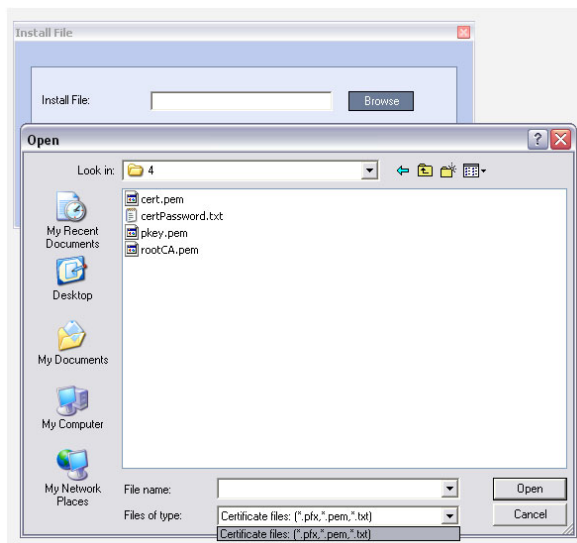 Install File
Install File:
Browse
Open
Look in:
4
cert.pem
certPassword.txt
pkey.pem
rootCA.pem
My Recent
Documents
Desktop
My Documents
My Computer
My Network
Places
File name:
Open
Files of type:
Certificate files: (*.pfx,*.pem,*.txt)
Cancel
Certificate files: (*.pfx,*.pem,*.txt)